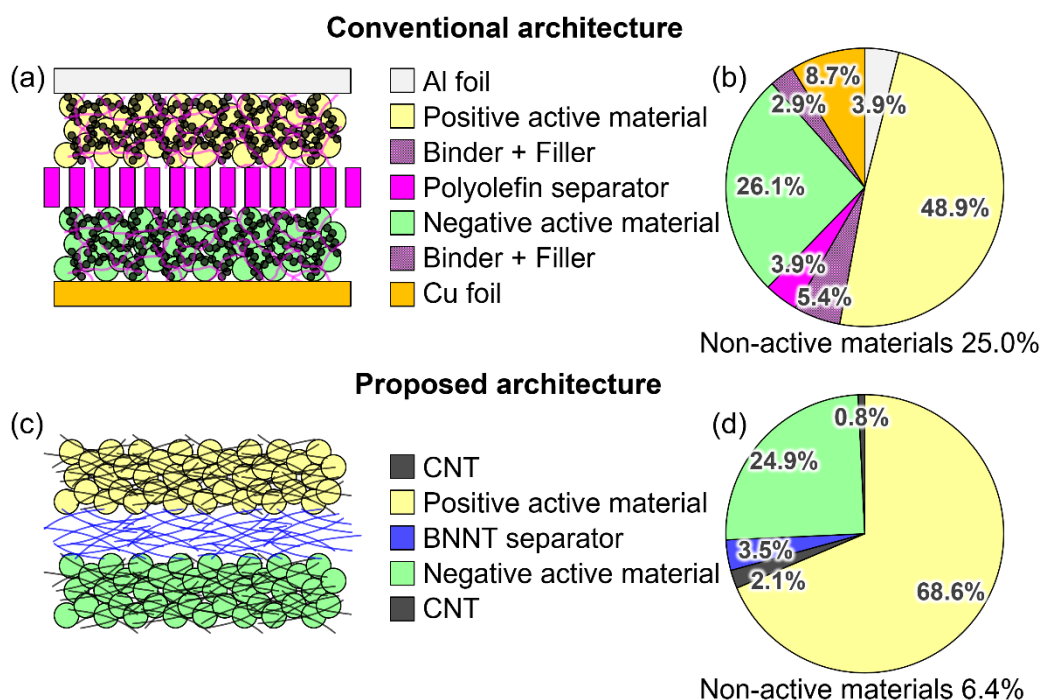 Conventional architecture
(a)
Al foil
Positive active material
Binder + Filler
Polyolefin separator
Negative active material
Binder + Filler
Cu foil
(b)
8.7%
3.9%
2.9%
26.1%
48.9%
3.9%
5.4%
Non-active materials 25.0%
Proposed architecture
(c)
CNT
Positive active material
BNNT separator
Negative active material
CNT
(d)
0.8%
24.9%
3.5%
2.1%
68.6%
Non-active materials 6.4%